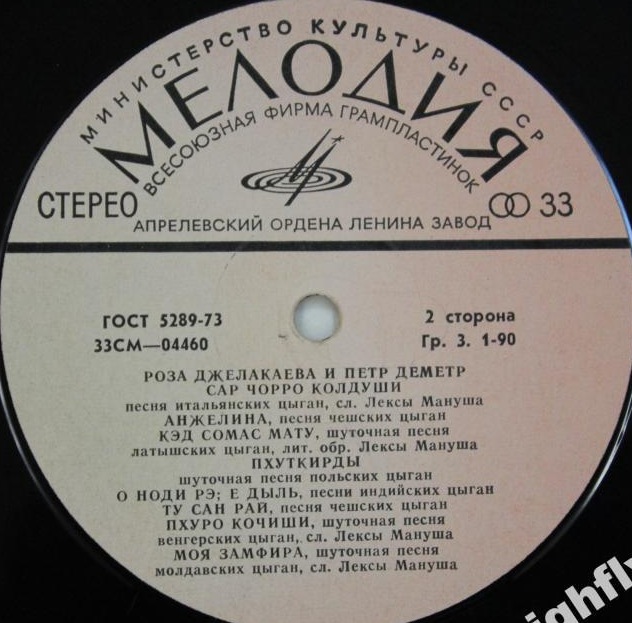 МИНИСТЕРСТВО КУЛЬТУРЫ СССР
МЕЛОДИЯ
ВСЕСОЮЗНАЯ ФИРМА ГРАМПЛАСТИНОК
СТЕРЕО
33
АПРЕЛЕВСКИЙ ОРДЕНА ЛЕНИНА ЗАВОД
ГОСТ 5289-73
2 сторона
33СМ—04460
Гр. 3. 1-90
РОЗА ДЖЕЛАКАЕВА И ПЕТР ДЕМЕТР
САР ЧОРРО КОЛДУШИ
песня итальянских цыган, сл. Лексы Мануша
АНЖЕЛИНА, песня чешских цыган
КЭД СОМАС МАТУ, шуточная песня
латышских цыган, лит. обр. Лексы Мануша
ПХУТКИРДЫ
шуточная песня польских цыган
О НОДИ РЭ; Е ДЫЛЬ, песни индийских цыган
ТУ САН РАЙ, песня чешских цыган
ПХУРО КОЧИШИ, шуточная песня
венгерских цыган, сл. Лексы Мануша
МОЯ ЗАМФИРА, шуточная песня
молдавских цыган, сл. Лексы Мануша